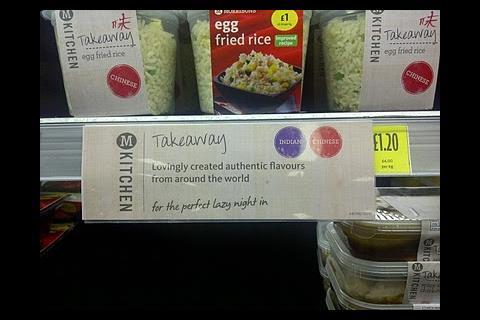 M
KITCHEN
Takeaway
egg fried rice
CHINESE
MORRISONS
£1
egg
fried rice
improved
recipe
KITCHEN
Takeaway
egg fried rice
CHINESE
M
KITCHEN
Takeaway
INDIAN
CHINESE
Lovingly created authentic flavours
from around the world
for the perfect lazy night in
£1.20